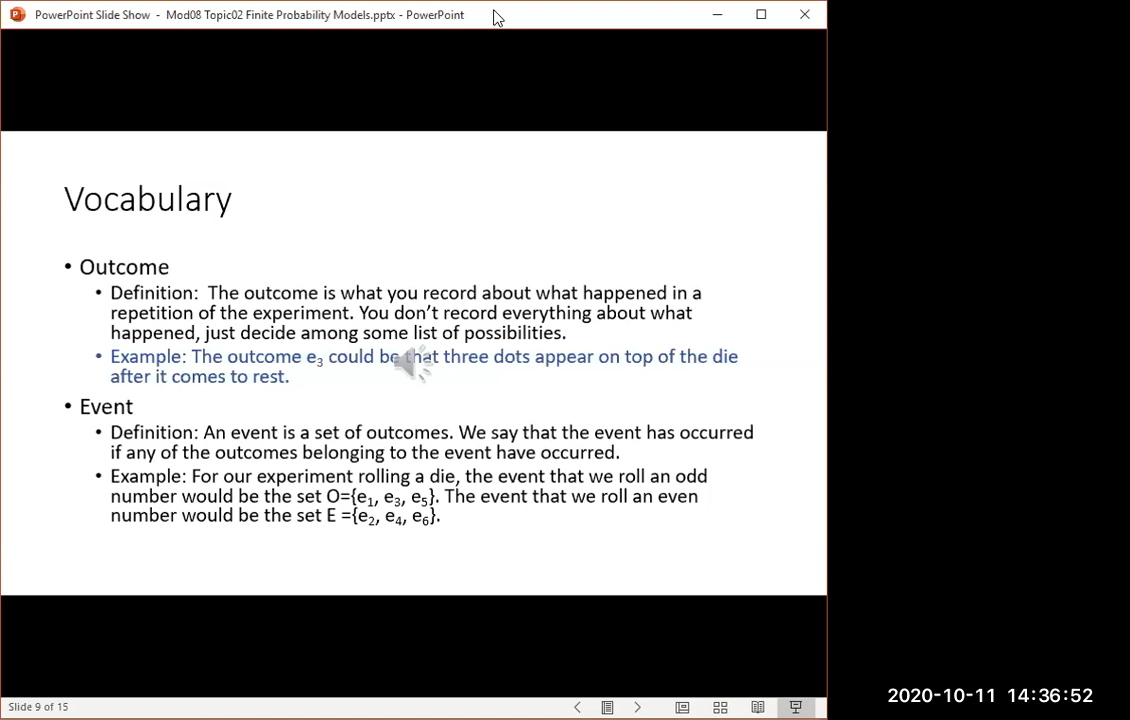 PowerPoint Slide Show - Mod08 Topic02 Finite Probability Models.pptx - PowerPoint
Vocabulary
• Outcome
• Definition: The outcome is what you record about what happened in a
repetition of the experiment. You don’t record everything about what
happened, just decide among some list of possibilities.
• Example: The outcome e₃ could be that three dots appear on top of the die
after it comes to rest.
• Event
• Definition: An event is a set of outcomes. We say that the event has occurred
if any of the outcomes belonging to the event have occurred.
• Example: For our experiment rolling a die, the event that we roll an odd
number would be the set O={e₁, e₃, e₅}. The event that we roll an even
number would be the set E ={e₂, e₄, e₆}.
Slide 9 of 15
2020-10-11 14:36:52